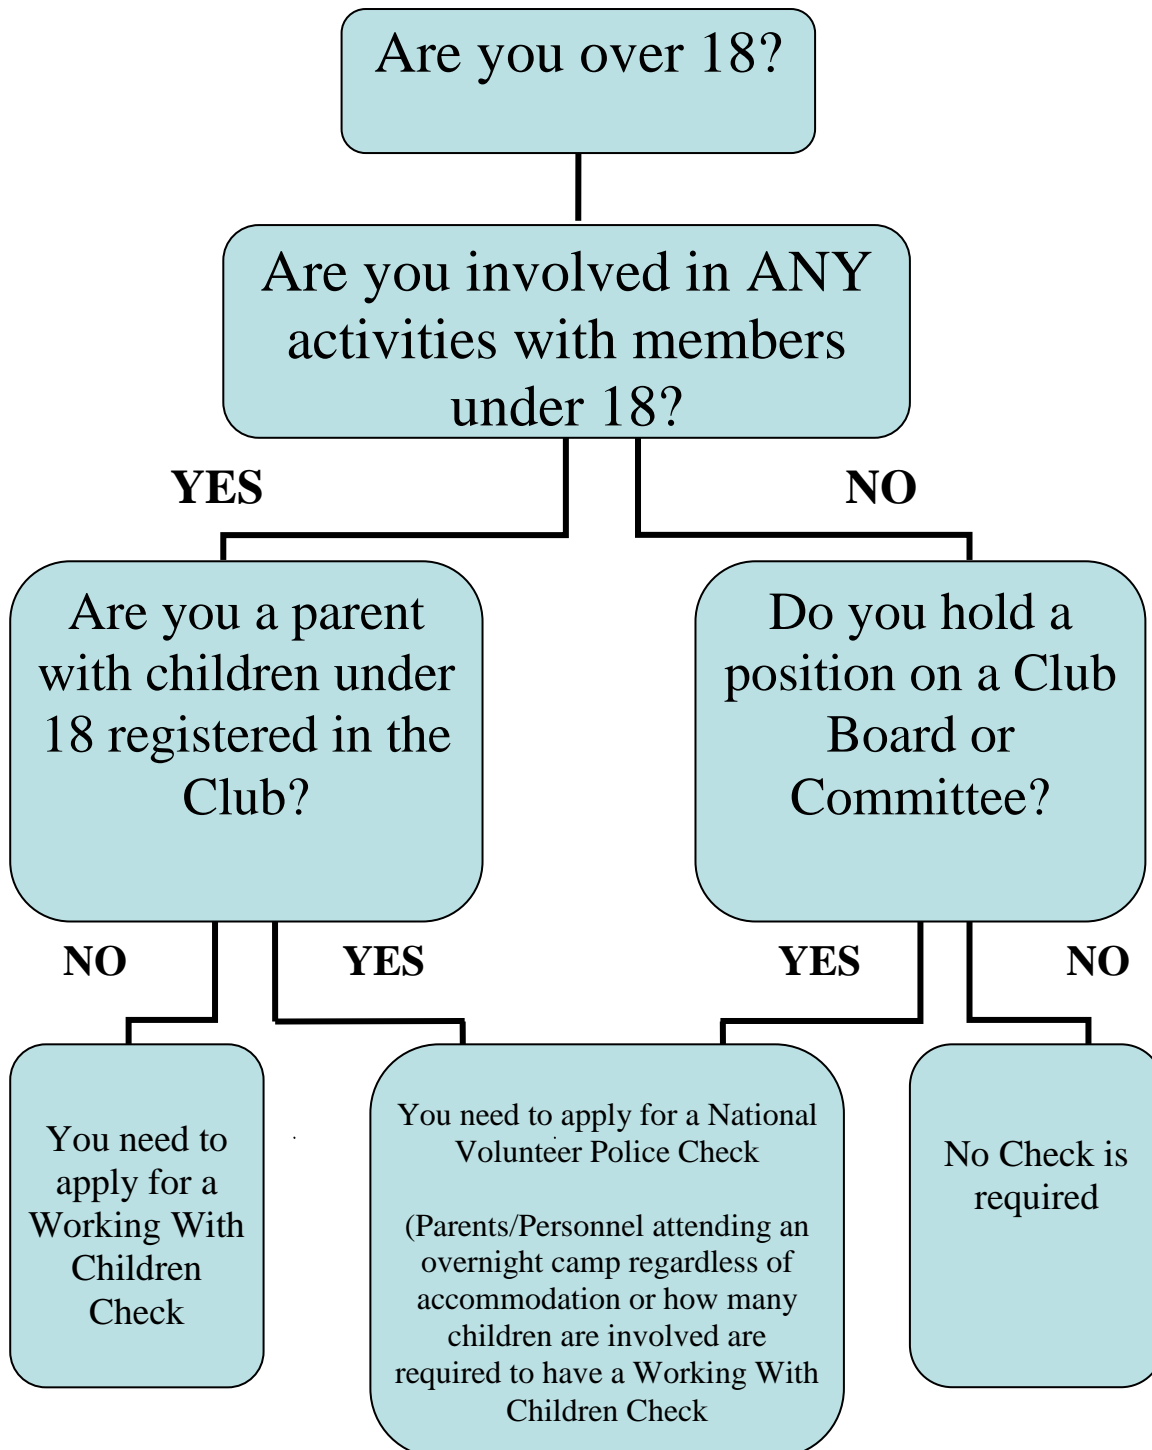 Are you over 18?
Are you involved in ANY
activities with members
under 18?
YES
NO
Are you a parent
with children under
18 registered in the
Club?
Do you hold a
position on a Club
Board or
Committee?
NO
YES
YES
NO
You need to
apply for a
Working With
Children
Check
You need to apply for a National
Volunteer Police Check
(Parents/Personnel attending an
overnight camp regardless of
accommodation or how many
children are involved are
required to have a Working With
Children Check
No Check is
required